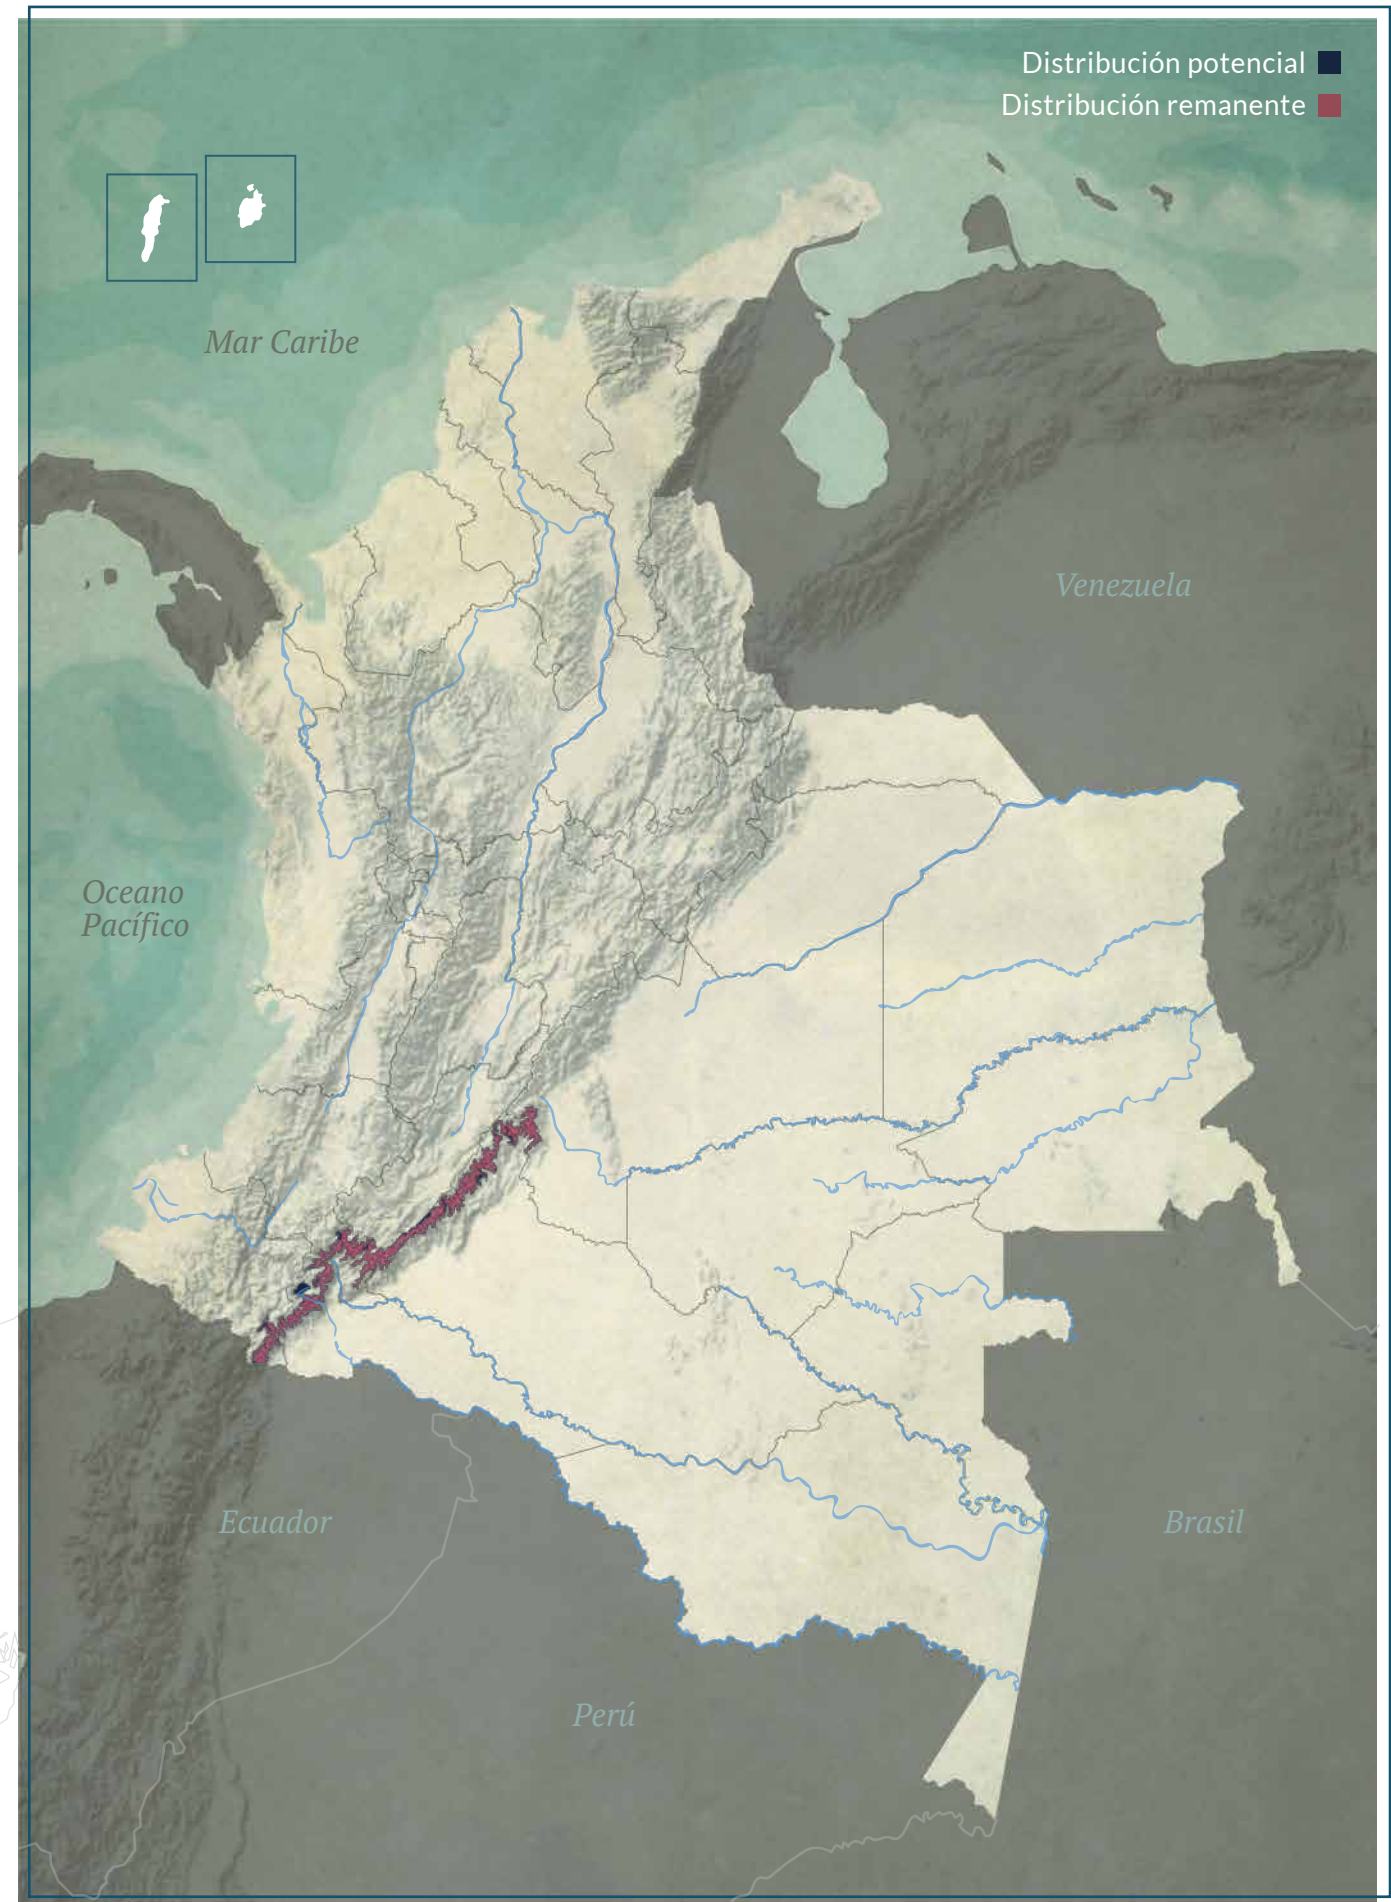 Distribución potencial
Distribución remanente
Mar Caribe
Venezuela
Oceano
Pacífico
Ecuador
Brasil
Perú